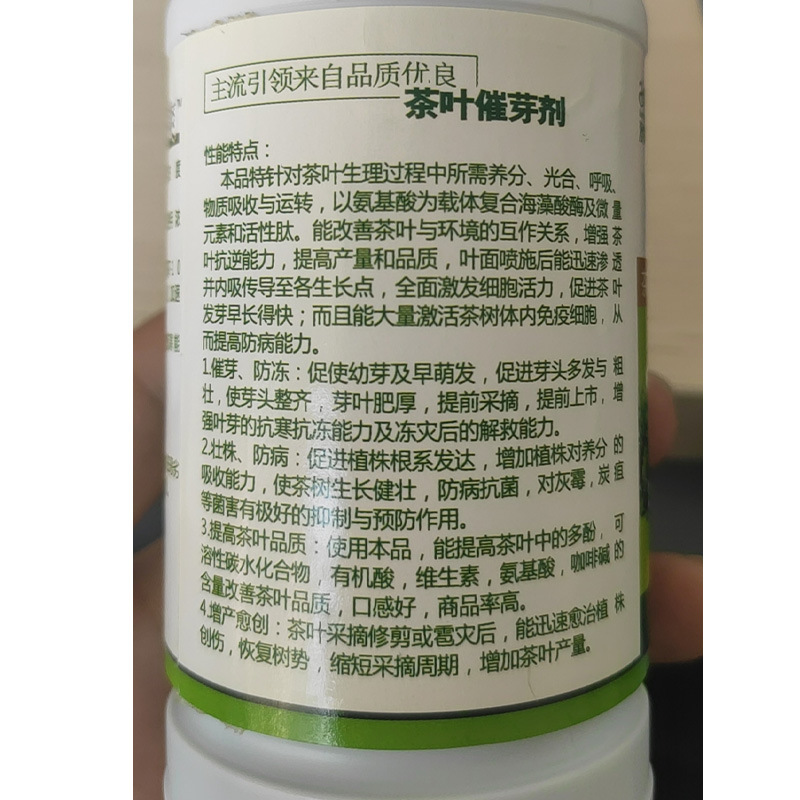 主流引领来自品质优良
茶叶催芽剂
性能特点：
本品特针对茶叶生理过程中所需养分、光合、呼吸、
物质吸收与运转，以氨基酸为载体复合海藻酸酶及微量
元素和活性肽。能改善茶叶与环境的互作关系，增强茶
叶抗逆能力，提高产量和品质，叶面喷施后能迅速渗透
并内吸传导至各生长点，全面激发细胞活力，促进茶叶
发芽早长得快；而且能大量激活茶树体内免疫细胞，从
而提高防病能力。
1.催芽、防冻：促使幼芽及早萌发，促进芽头多发与粗
壮，使芽头整齐，芽叶肥厚，提前采摘，提前上市，增
强叶芽的抗寒抗冻能力及冻灾后的解救能力。
2.壮株、防病：促进植株根系发达，增加植株对养分的
吸收能力，使茶树生长健壮，防病抗菌，对灰霉，炭疽
等菌害有极好的抑制与预防作用。
3.提高茶叶品质：使用本品，能提高茶叶中的多酚，可
溶性碳水化合物，有机酸，维生素，氨基酸，咖啡碱的
含量改善茶叶品质，口感好，商品率高。
4.增产愈创：茶叶采摘修剪或雹灾后，能迅速愈治植株
创伤，恢复树势，缩短采摘周期，增加茶叶产量。